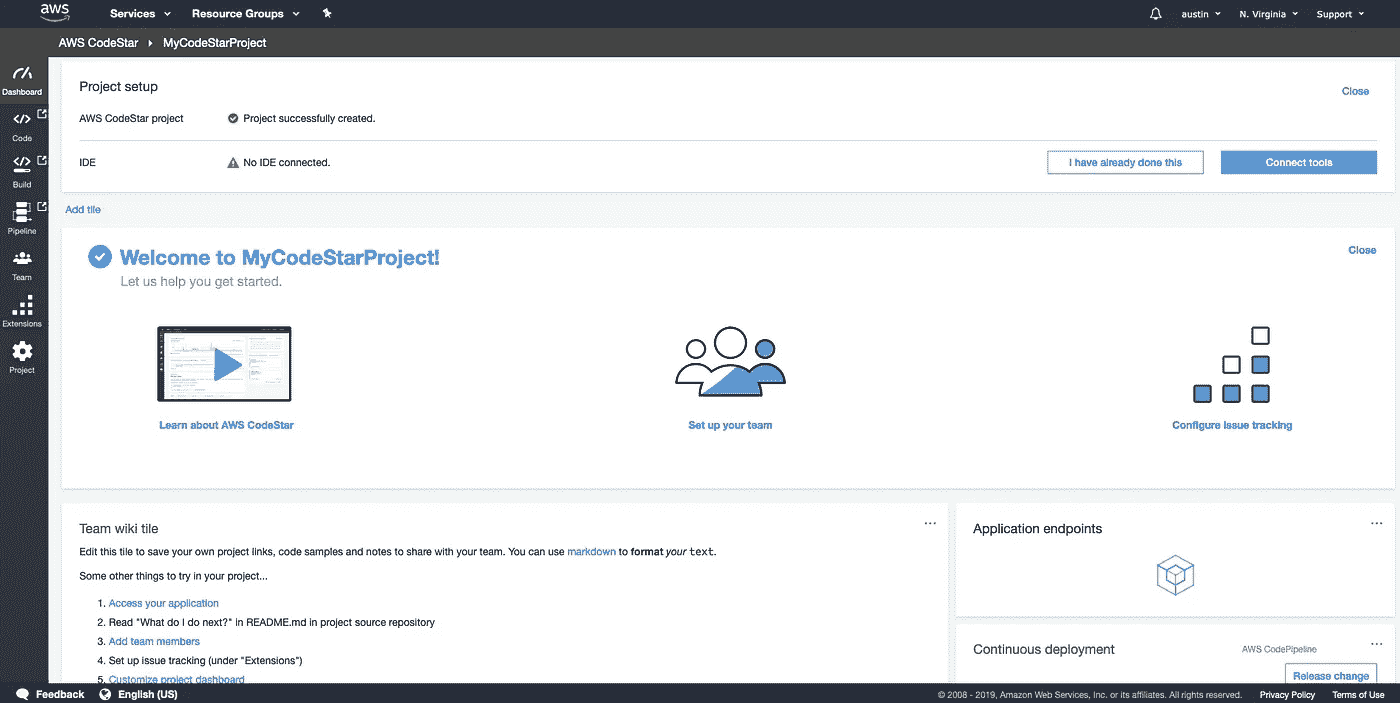 aws
Services Resource Groups austin N. Virginia Support
AWS CodeStar MyCodeStarProject
Dashboard
Code
Build
Pipeline
Team
Extensions
Project
Project setup
Close
AWS CodeStar project Project successfully created.
IDE No IDE connected. I have already done this Connect tools
Add tile
Welcome to MyCodeStarProject!
Close
Let us help you get started.
Learn about AWS CodeStar Set up your team Configure issue tracking
Team wiki tile
Edit this tile to save your own project links, code samples and notes to share with your team. You can use markdown to format your text.
Some other things to try in your project...
1. Access your application
2. Read "What do I do next?" in README.md in project source repository
3. Add team members
4. Set up issue tracking (under "Extensions")
5. Customize project dashboard
Application endpoints
Continuous deployment AWS CodePipeline
Release change
Feedback English (US) © 2008 - 2019, Amazon Web Services, Inc. or its affiliates. All rights reserved. Privacy Policy Terms of Use